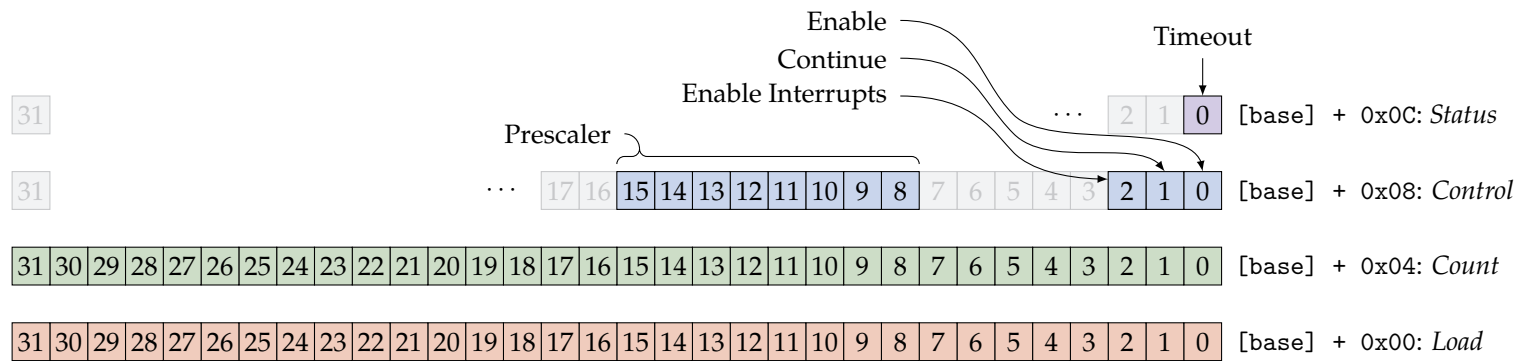 Enable
Timeout
Continue
Enable Interrupts
31 ... 2 1 0 [base] + 0x0C: Status
Prescaler
31 ... 17 16 15 14 13 12 11 10 9 8 7 6 5 4 3 2 1 0 [base] + 0x08: Control
31 30 29 28 27 26 25 24 23 22 21 20 19 18 17 16 15 14 13 12 11 10 9 8 7 6 5 4 3 2 1 0 [base] + 0x04: Count
31 30 29 28 27 26 25 24 23 22 21 20 19 18 17 16 15 14 13 12 11 10 9 8 7 6 5 4 3 2 1 0 [base] + 0x00: Load